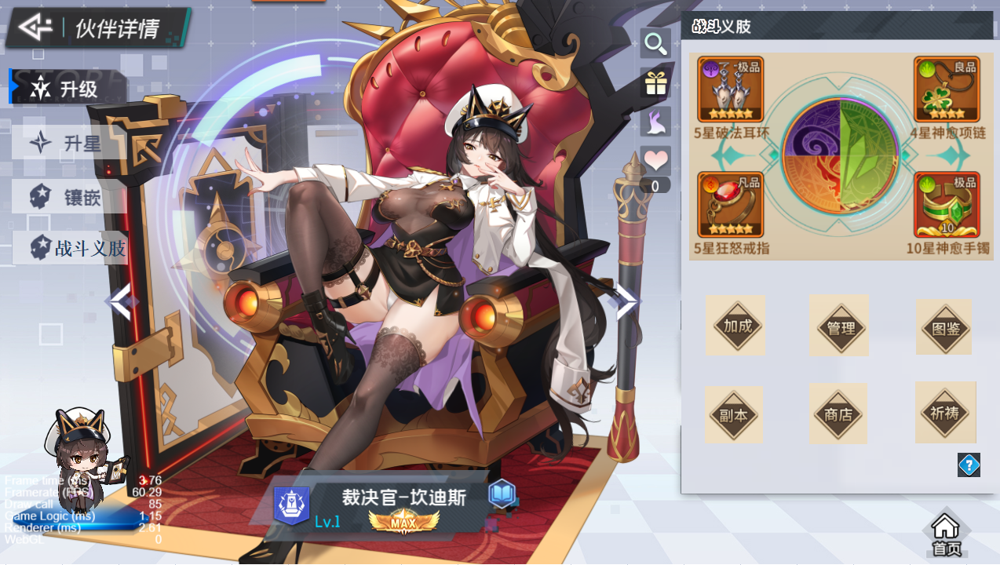 伙伴详情
STORE
升级
升星
镶嵌
战斗义肢
0
战斗义肢
极品
5星破法耳环
良品
4星神愈项链
凡品
5星狂怒戒指
极品
10
10星神愈手镯
加成
管理
图鉴
副本
商店
祈祷
?
首页
裁决官-坎迪斯
Lv.1
MAX
Frame time (ms) 3.76
Framerate (FPS) 60.29
Draw call 85
Game Logic (ms) 1.15
Renderer (ms) 2.61
WebGL 0